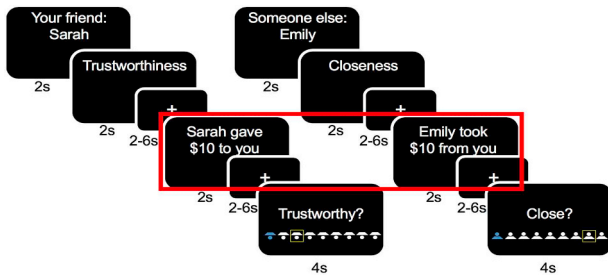 Your friend:
Sarah
2s
Trustworthiness
2s
+
2-6s
Sarah gave
$10 to you
2s
+
2-6s
Trustworthy?
4s
Someone else:
Emily
2s
Closeness
2s
+
2-6s
Emily took
$10 from you
2s
+
2-6s
Close?
4s